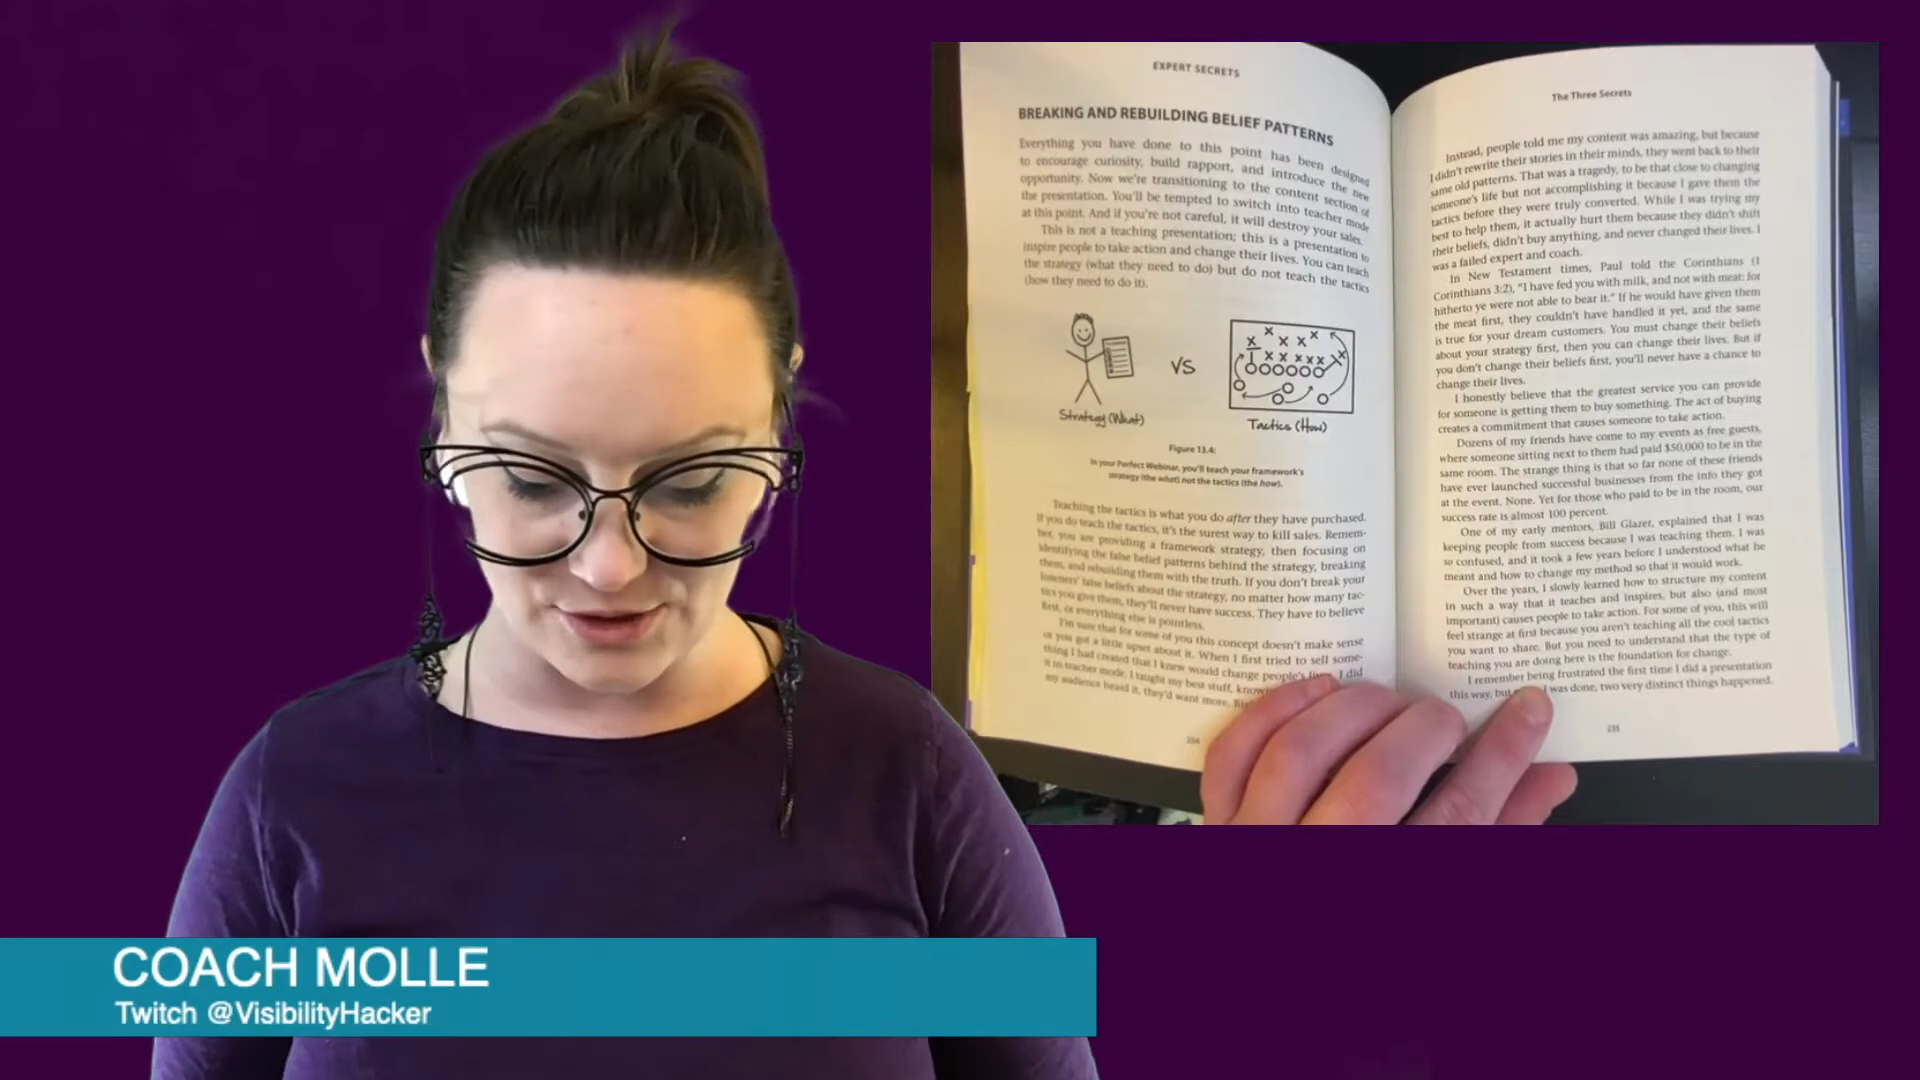 EXPERT SECRETS
BREAKING AND REBUILDING BELIEF PATTERNS
Everything you have done to this point has been designed
to encourage curiosity, build rapport, and introduce the new
opportunity. Now we're transitioning to the content section of
the presentation. You'll be tempted to switch into teacher mode
at this point. And if you're not careful, it will destroy your sales.
This is not a teaching presentation; this is a presentation to
inspire people to take action and change their lives. You can teach
the strategy (what they need to do) but do not teach the tactics
(how they need to do it).
VS
Strategy (What)
Tactics (How)
Figure 13.4:
In your Perfect Webinar, you'll teach your framework's
strategy (the what) not the tactics (the how).
Teaching the tactics is what you do after they have purchased.
If you do teach the tactics, it's the surest way to kill sales. Remem-
ber, you are providing a framework strategy, then focusing on
identifying the false belief patterns behind the strategy, breaking
them, and rebuilding them with the truth. If you don't break your
listeners' false beliefs about the strategy, no matter how many tac-
tics you give them, they'll never have success. They have to believe
first, or everything else is pointless.
I'm sure that for some of you this concept doesn't make sense
or you got a little upset about it. When I first tried to sell some-
thing I had created that I knew would change people's lives, I did
it in teacher mode. I taught my best stuff,
my audience heard it, they'd want more.
234
The Three Secrets
Instead, people told me my content was amazing, but because
I didn't rewrite their stories in their minds, they went back to their
same old patterns. That was a tragedy, to be that close to changing
someone's life but not accomplishing it because I gave them the
tactics before they were truly converted. While I was trying my
best to help them, it actually hurt them because they didn't shift
their beliefs, didn't buy anything, and never changed their lives. I
was a failed expert and coach.
In New Testament times, Paul told the Corinthians (1
Corinthians 3:2), "I have fed you with milk, and not with meat: for
hitherto ye were not able to bear it." If he would have given them
the meat first, they couldn't have handled it yet, and the same
is true for your dream customers. You must change their beliefs
about your strategy first, then you can change their lives. But if
you don't change their beliefs first, you'll never have a chance to
change their lives.
I honestly believe that the greatest service you can provide
for someone is getting them to buy something. The act of buying
creates a commitment that causes someone to take action.
Dozens of my friends have come to my events as free guests,
where someone sitting next to them had paid $50,000 to be in the
same room. The strange thing is that so far none of these friends
have ever launched successful businesses from the info they got
at the event. None. Yet for those who paid to be in the room, our
success rate is almost 100 percent.
One of my early mentors, Bill Glazer, explained that I was
keeping people from success because I was teaching them. I was
so confused, and it took a few years before I understood what he
meant and how to change my method so that it would work.
Over the years, I slowly learned how to structure my content
in such a way that it teaches and inspires, but also (and most
important) causes people to take action. For some of you, this will
feel strange at first because you aren't teaching all the cool tactics
you want to share. But you need to understand that the type of
teaching you are doing here is the foundation for change.
I remember being frustrated the first time I did a presentation
this way, but I was done, two very distinct things happened.
235
COACH MOLLE
Twitch @VisibilityHacker